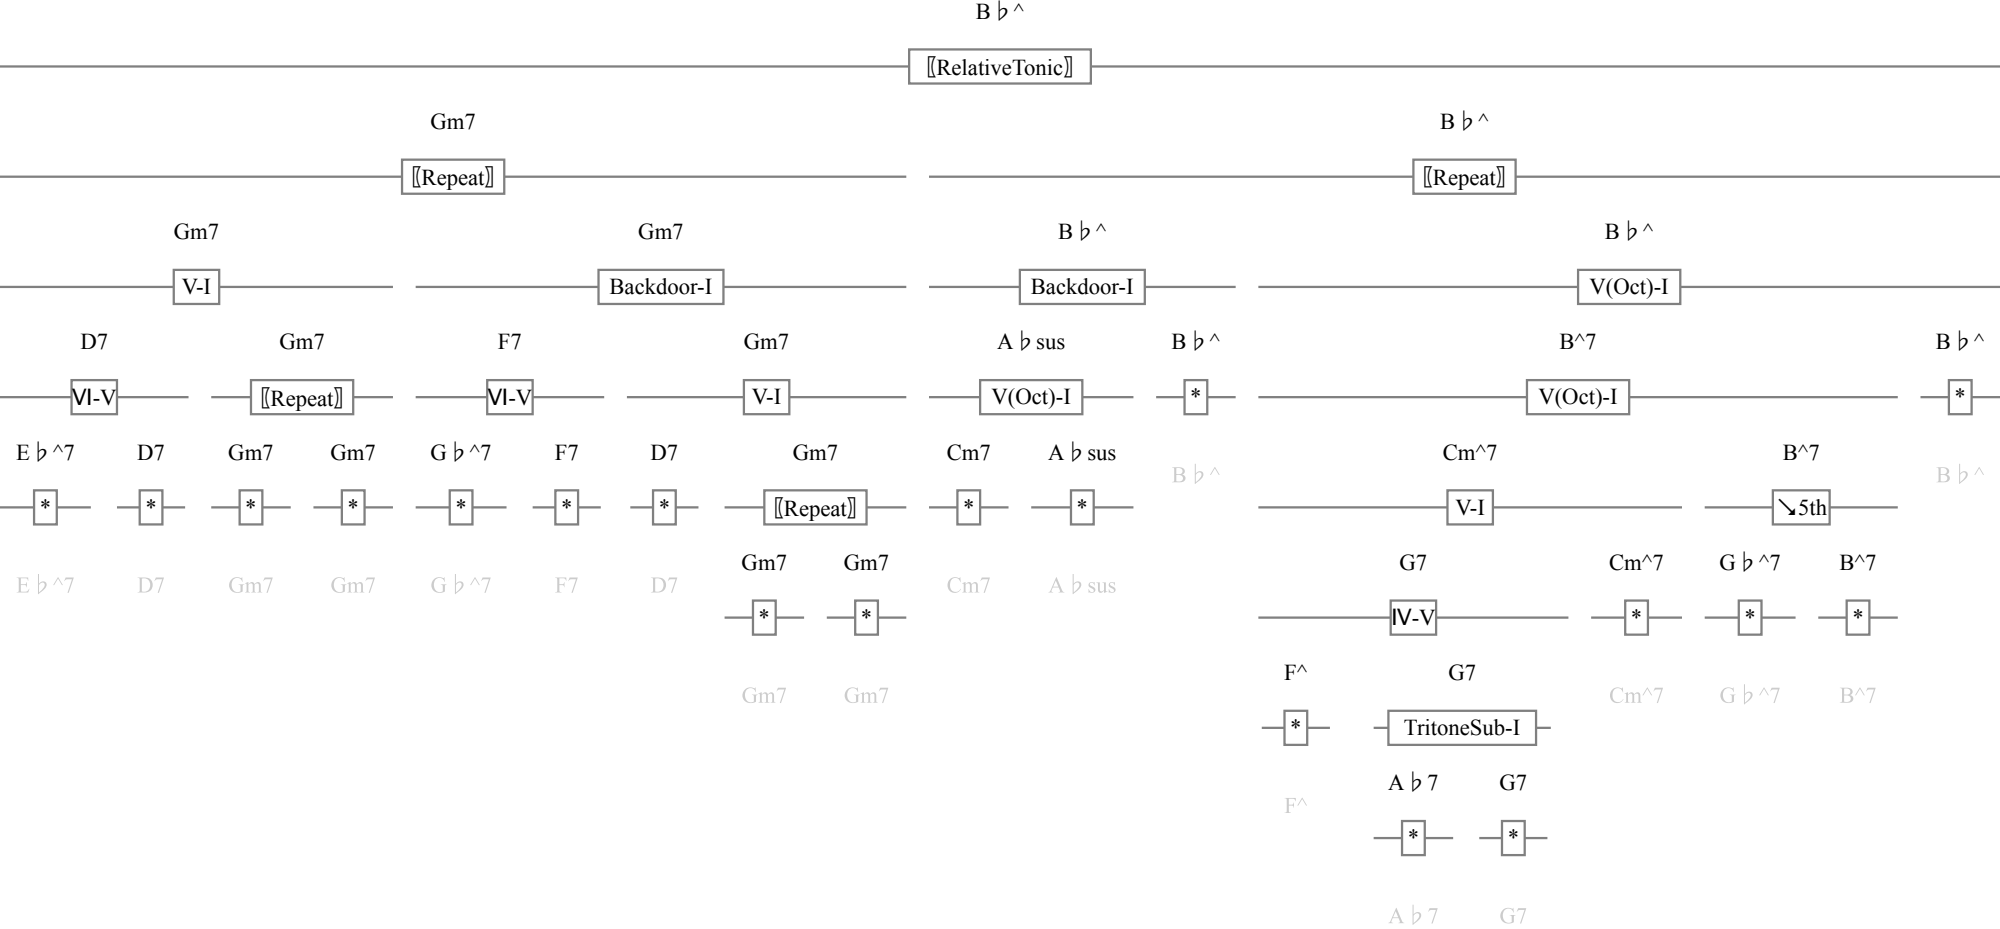 B♭^
⟦RelativeTonic⟧
Gm7 B♭^
⟦Repeat⟧ ⟦Repeat⟧
Gm7 Gm7 B♭^ B♭^
V-I Backdoor-I Backdoor-I V(Oct)-I
D7 Gm7 F7 Gm7 A♭sus B♭^ B^7 B♭^
Ⅵ-V ⟦Repeat⟧ Ⅵ-V V-I V(Oct)-I * V(Oct)-I *
E♭^7 D7 Gm7 Gm7 G♭^7 F7 D7 Gm7 Cm7 A♭sus B♭^ Cm^7 B^7 B♭^
* * * * * * * ⟦Repeat⟧ * * V-I ↘5th
E♭^7 D7 Gm7 Gm7 G♭^7 F7 D7 Gm7 Gm7 Cm7 A♭sus G7 Cm^7 G♭^7 B^7
* * Ⅳ-V * * *
Gm7 Gm7 F^ G7 Cm^7 G♭^7 B^7
* TritoneSub-I
F^ A♭7 G7
* *
A♭7 G7